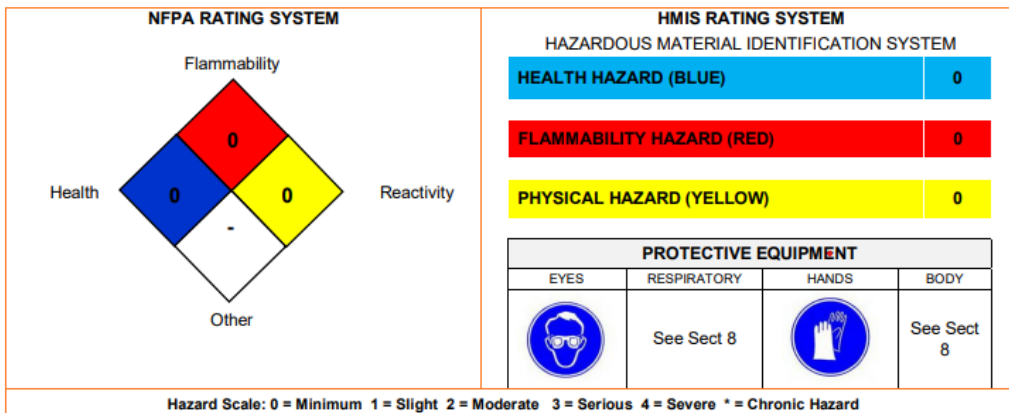 NFPA RATING SYSTEM
Flammability
0
Health
0
0
Reactivity
-
Other
HMIS RATING SYSTEM
HAZARDOUS MATERIAL IDENTIFICATION SYSTEM
HEALTH HAZARD (BLUE) 0
FLAMMABILITY HAZARD (RED) 0
PHYSICAL HAZARD (YELLOW) 0
PROTECTIVE EQUIPMENT
EYES RESPIRATORY HANDS BODY
See Sect 8
See Sect
8
Hazard Scale: 0 = Minimum 1 = Slight 2 = Moderate 3 = Serious 4 = Severe * = Chronic Hazard